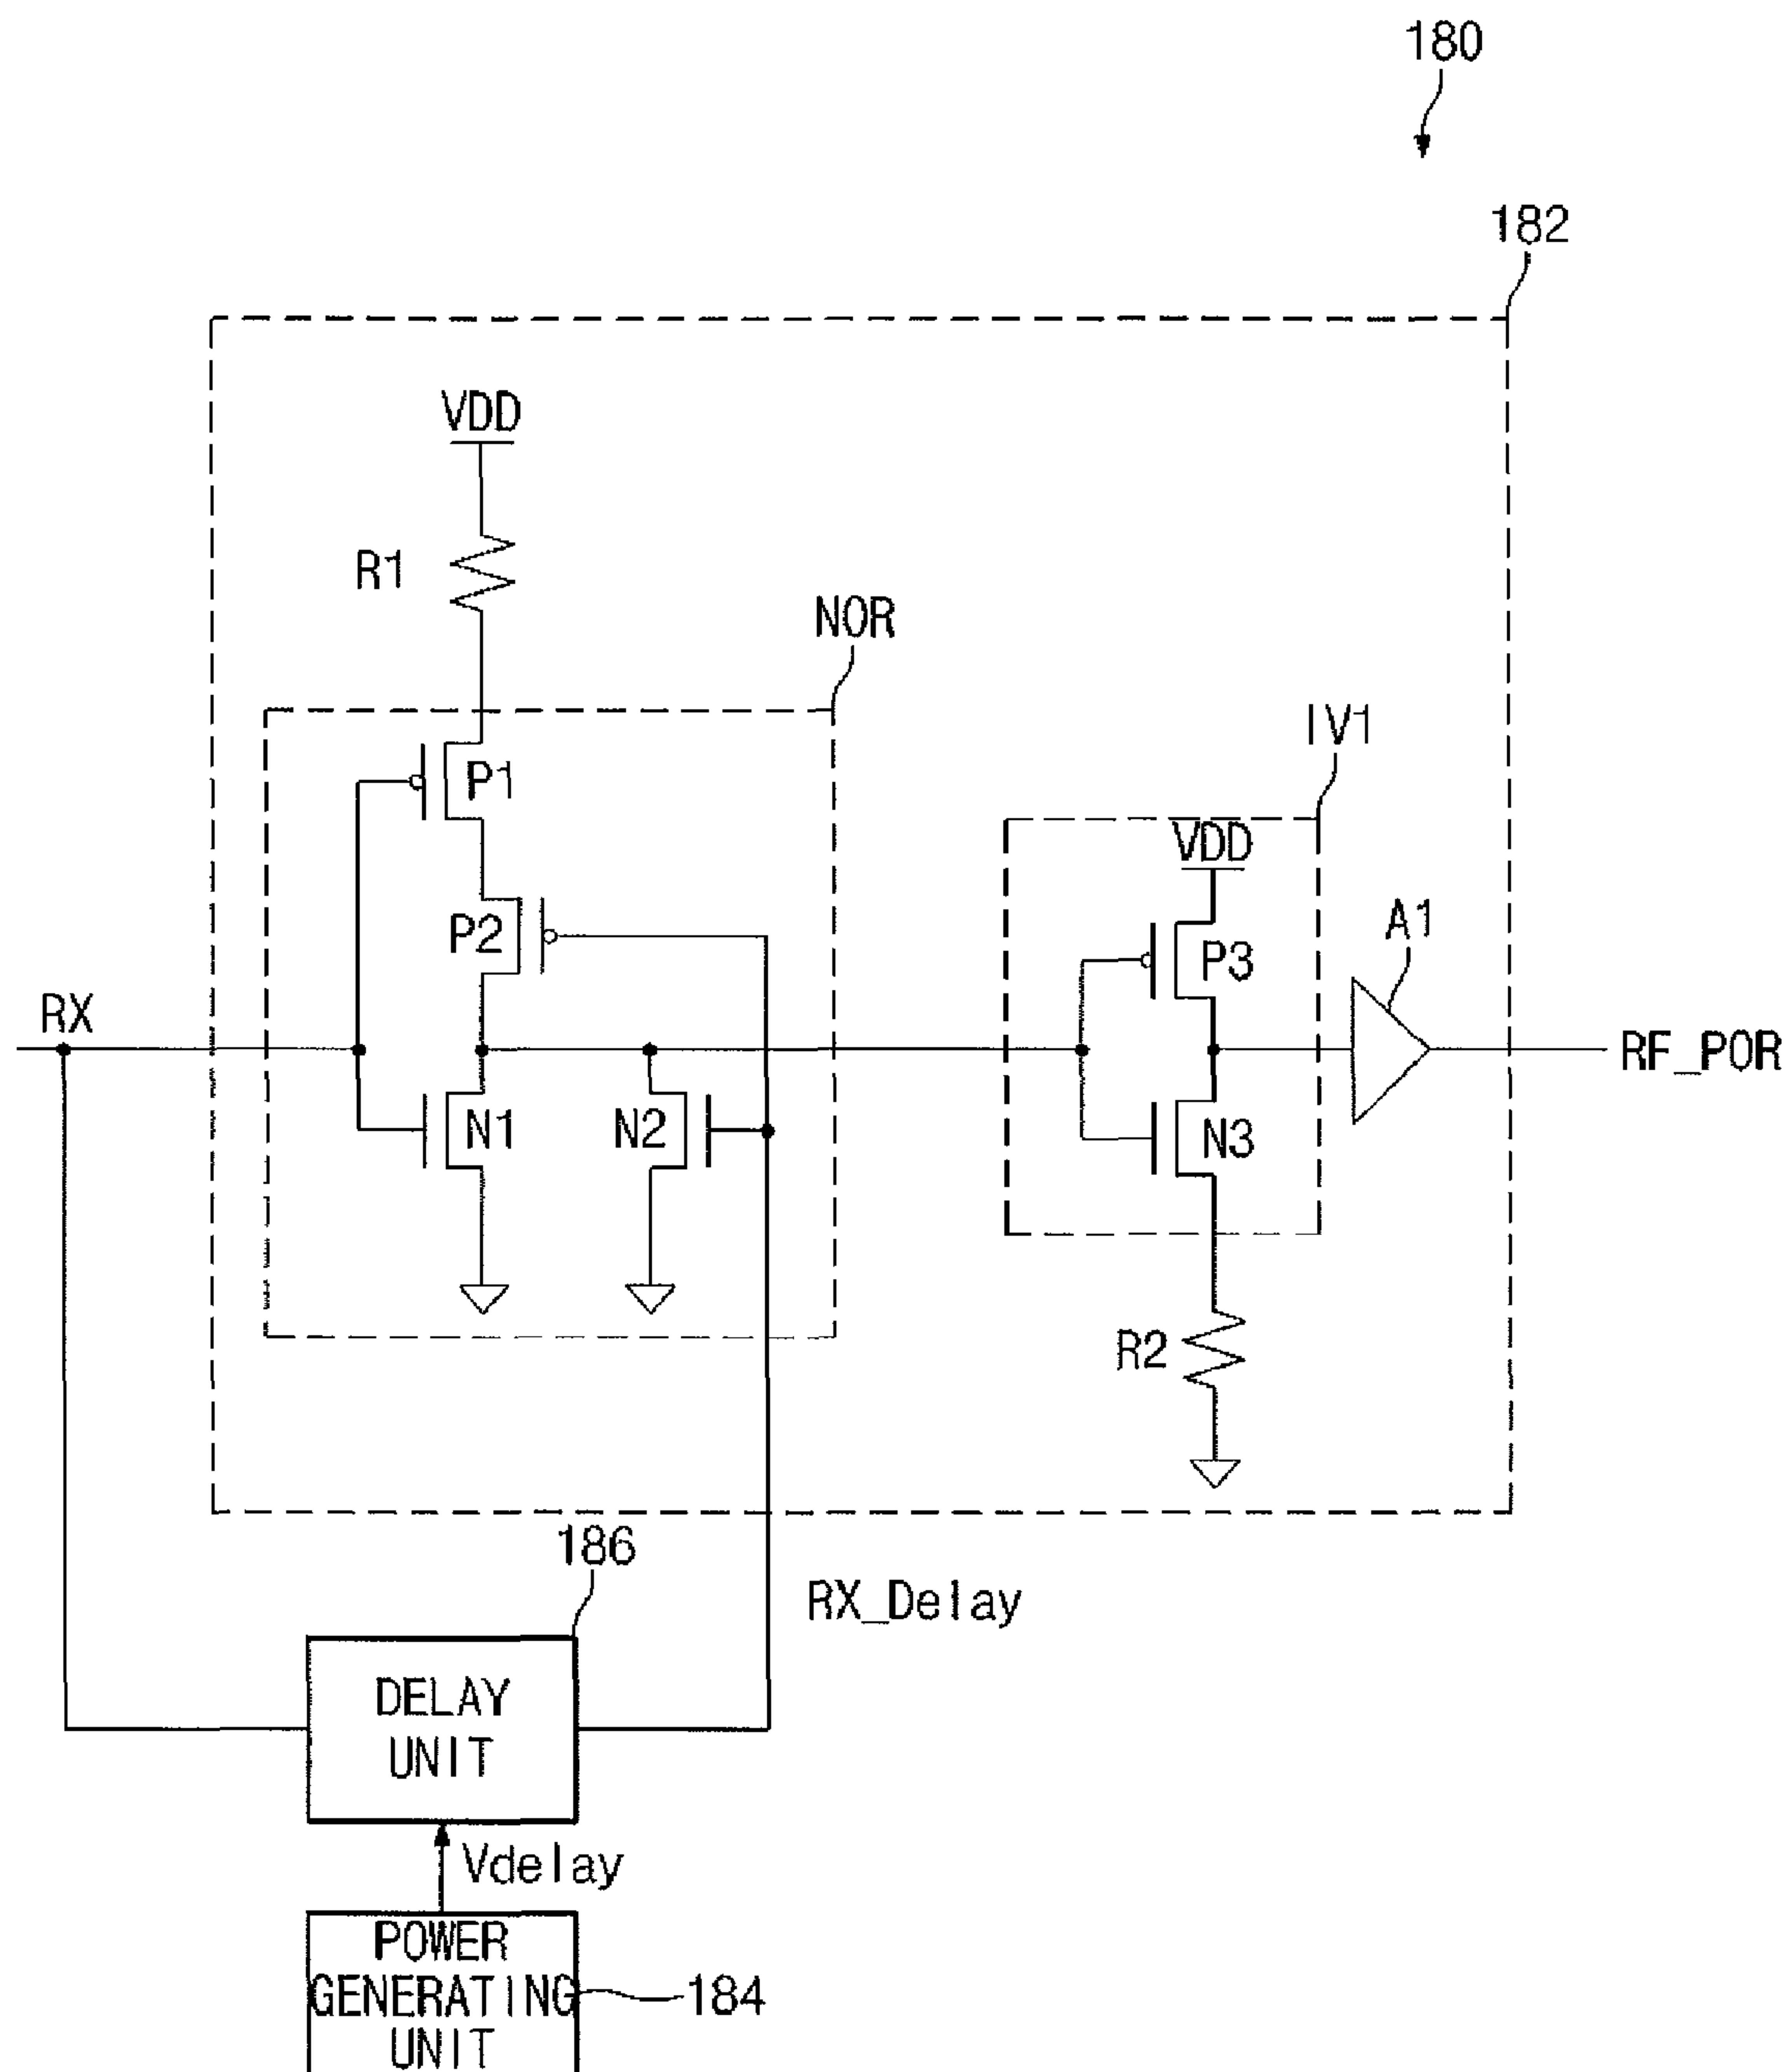 180
182
VDD
R1
NOR
P1
IV1
VDD
P2
P3
A1
RX
RF_POR
N1
N2
N3
R2
186
RX_Delay
DELAY
UNIT
Vdelay
POWER
GENERATING
UNIT
184